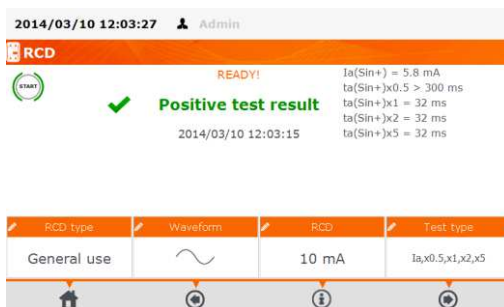 2014/03/10 12:03:27 Admin
RCD
START
READY!
Positive test result
2014/03/10 12:03:15
Ia(Sin+) = 5.8 mA
ta(Sin+)x0.5 > 300 ms
ta(Sin+)x1 = 32 ms
ta(Sin+)x2 = 32 ms
ta(Sin+)x5 = 32 ms
RCD type
Waveform
RCD
Test type
General use
10 mA
Ia,x0.5,x1,x2,x5